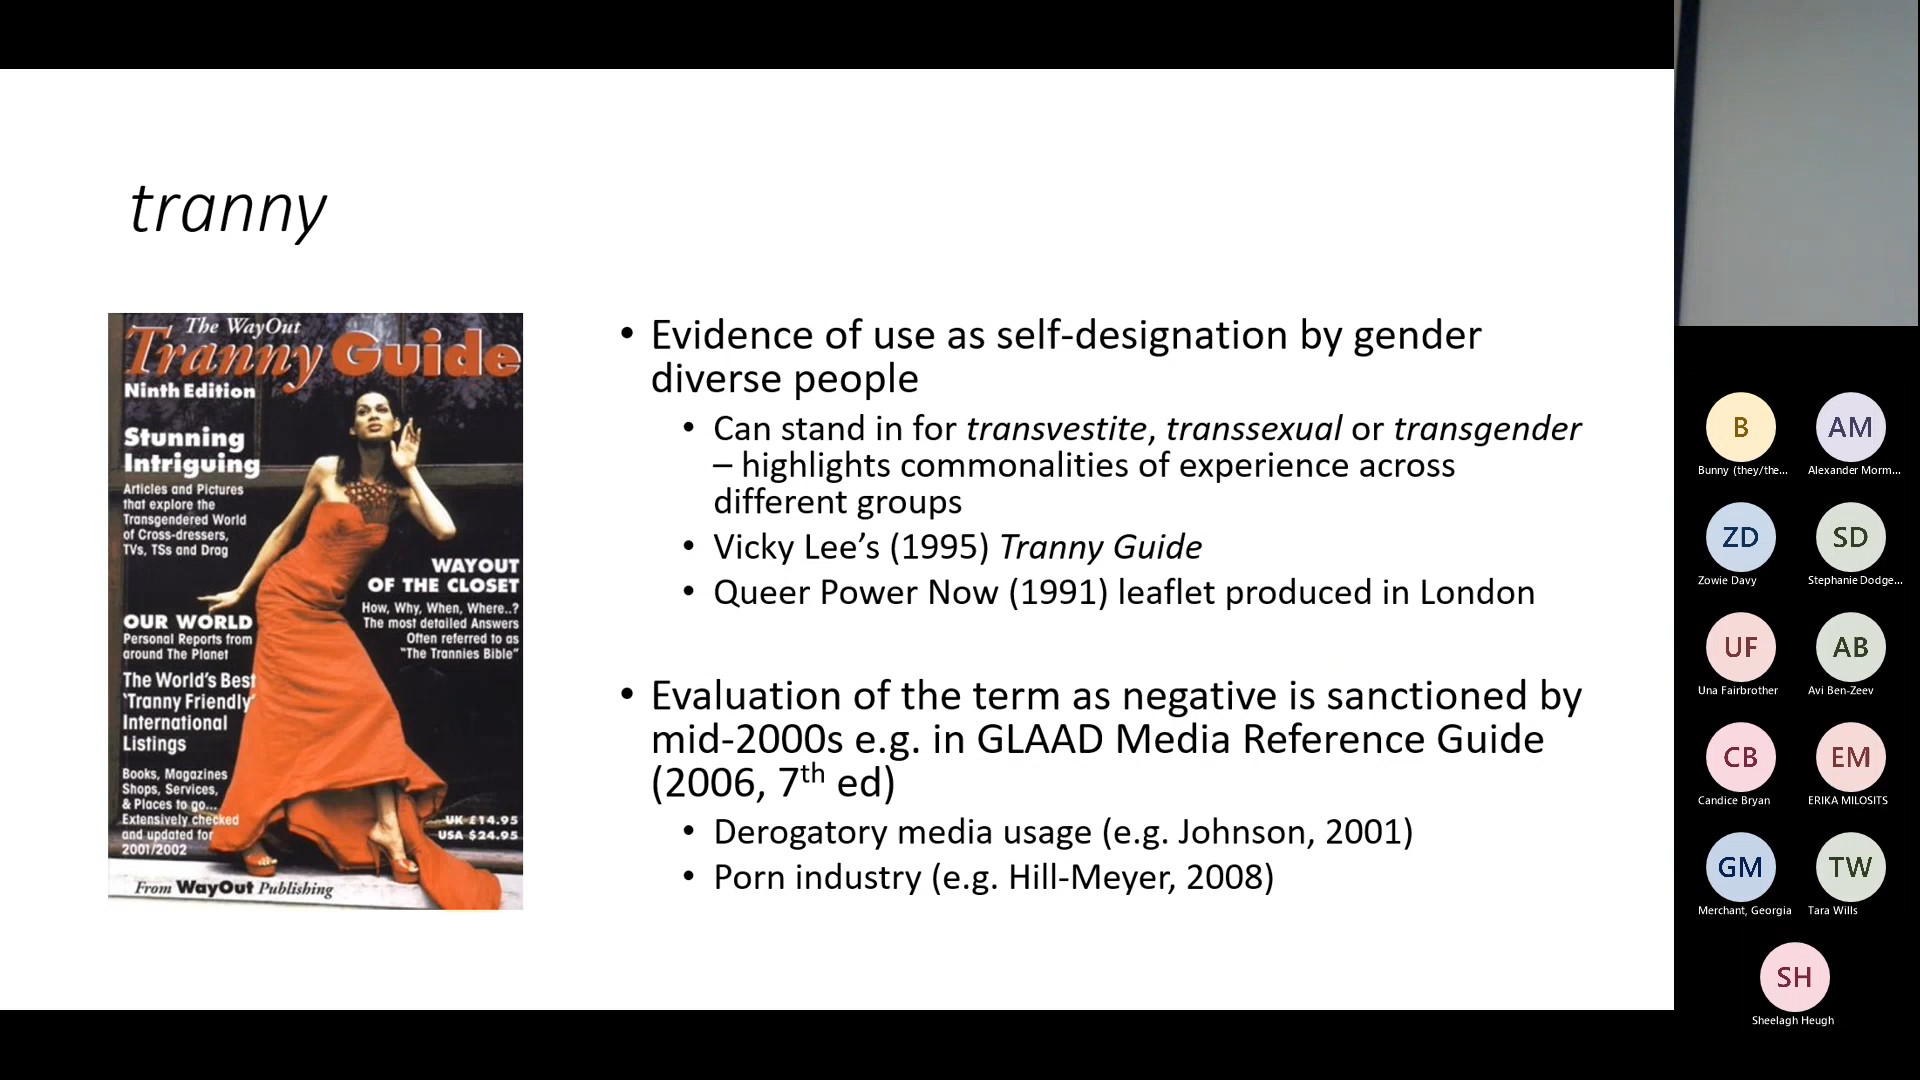 tranny
The WayOut
Tranny Guide
Ninth Edition
Stunning
Intriguing
Articles and Pictures
that explore the
Transgendered World
of Cross-dressers,
TVs, TSs and Drag
WAYOUT
OF THE CLOSET
How, Why, When, Where..?
The most detailed Answers
Often referred to as
"The Trannies Bible"
OUR WORLD
Personal Reports from
around The Planet
The World's Best
'Tranny Friendly'
International
Listings
Books, Magazines
Shops, Services,
& Places to go...
Extensively checked
and updated for
2001/2002
UK £14.95
USA $24.95
From WayOut Publishing
• Evidence of use as self-designation by gender
diverse people
• Can stand in for transvestite, transsexual or transgender
– highlights commonalities of experience across
different groups
• Vicky Lee’s (1995) Tranny Guide
• Queer Power Now (1991) leaflet produced in London
• Evaluation of the term as negative is sanctioned by
mid-2000s e.g. in GLAAD Media Reference Guide
(2006, 7th ed)
• Derogatory media usage (e.g. Johnson, 2001)
• Porn industry (e.g. Hill-Meyer, 2008)
B
Bunny (they/the...
AM
Alexander Morm...
ZD
Zowie Davy
SD
Stephanie Dodge...
UF
Una Fairbrother
AB
Avi Ben-Zeev
CB
Candice Bryan
EM
ERIKA MILOSITS
GM
Merchant, Georgia
TW
Tara Wills
SH
Sheelagh Heugh